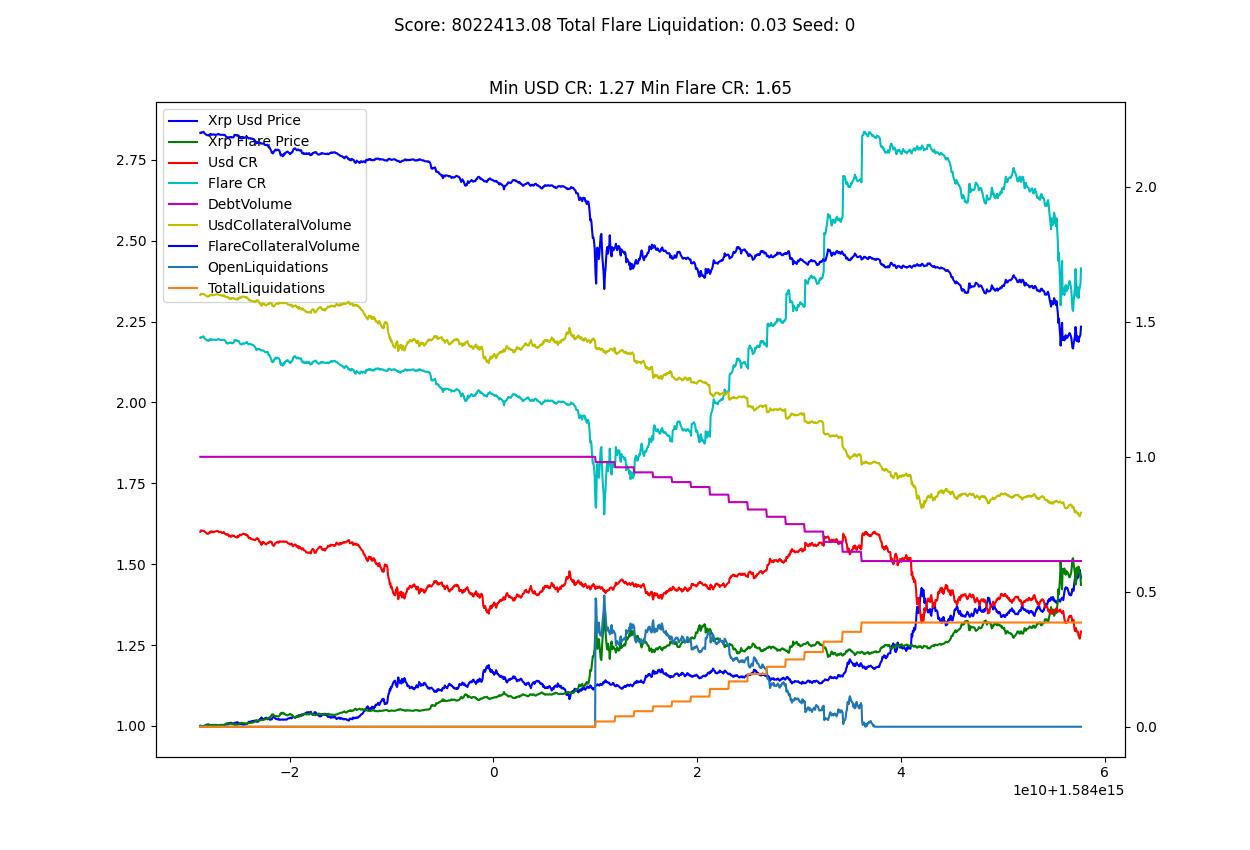 Score: 8022413.08 Total Flare Liquidation: 0.03 Seed: 0
Min USD CR: 1.27 Min Flare CR: 1.65
Xrp Usd Price
Xrp Flare Price
Usd CR
Flare CR
DebtVolume
UsdCollateralVolume
FlareCollateralVolume
OpenLiquidations
TotalLiquidations
2.75
2.50
2.25
2.00
1.75
1.50
1.25
1.00
2.0
1.5
1.0
0.5
0.0
−2
0
2
4
6
1e10+1.584e15